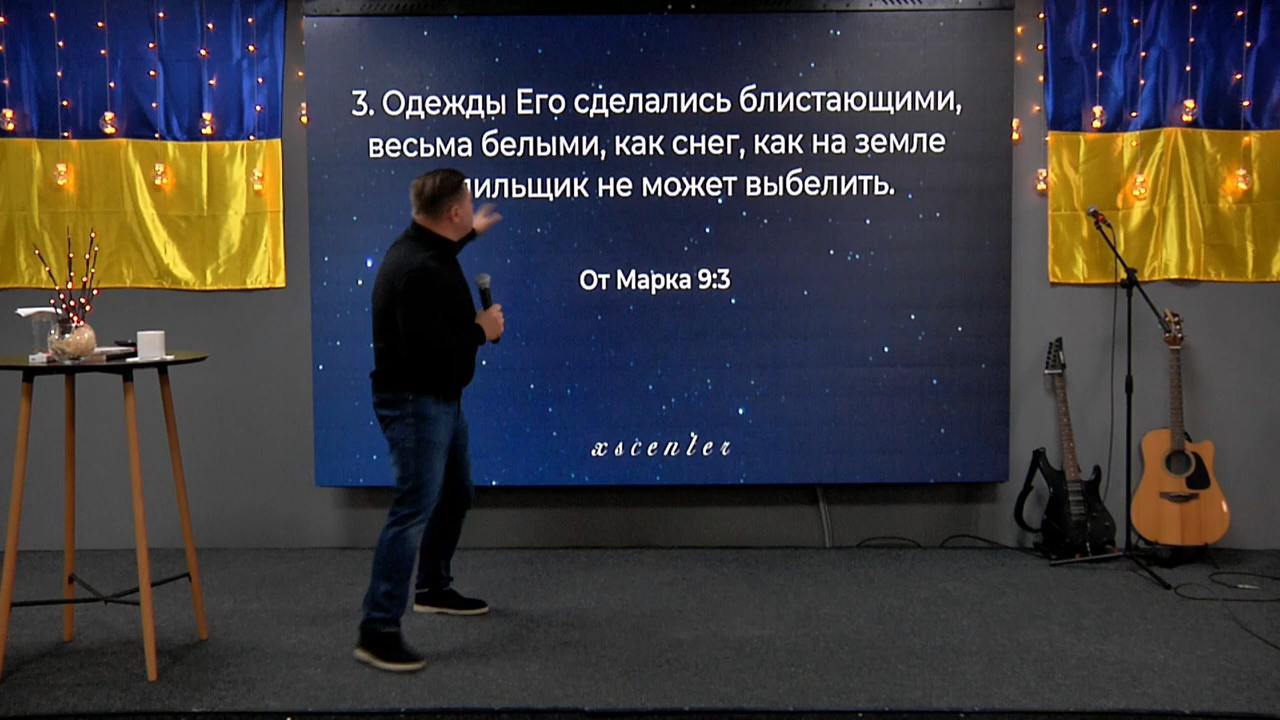 3. Одежды Его сделались блистающими,
весьма белыми, как снег, как на земле
не может выбелить.
От Марка 9:3
xscenter